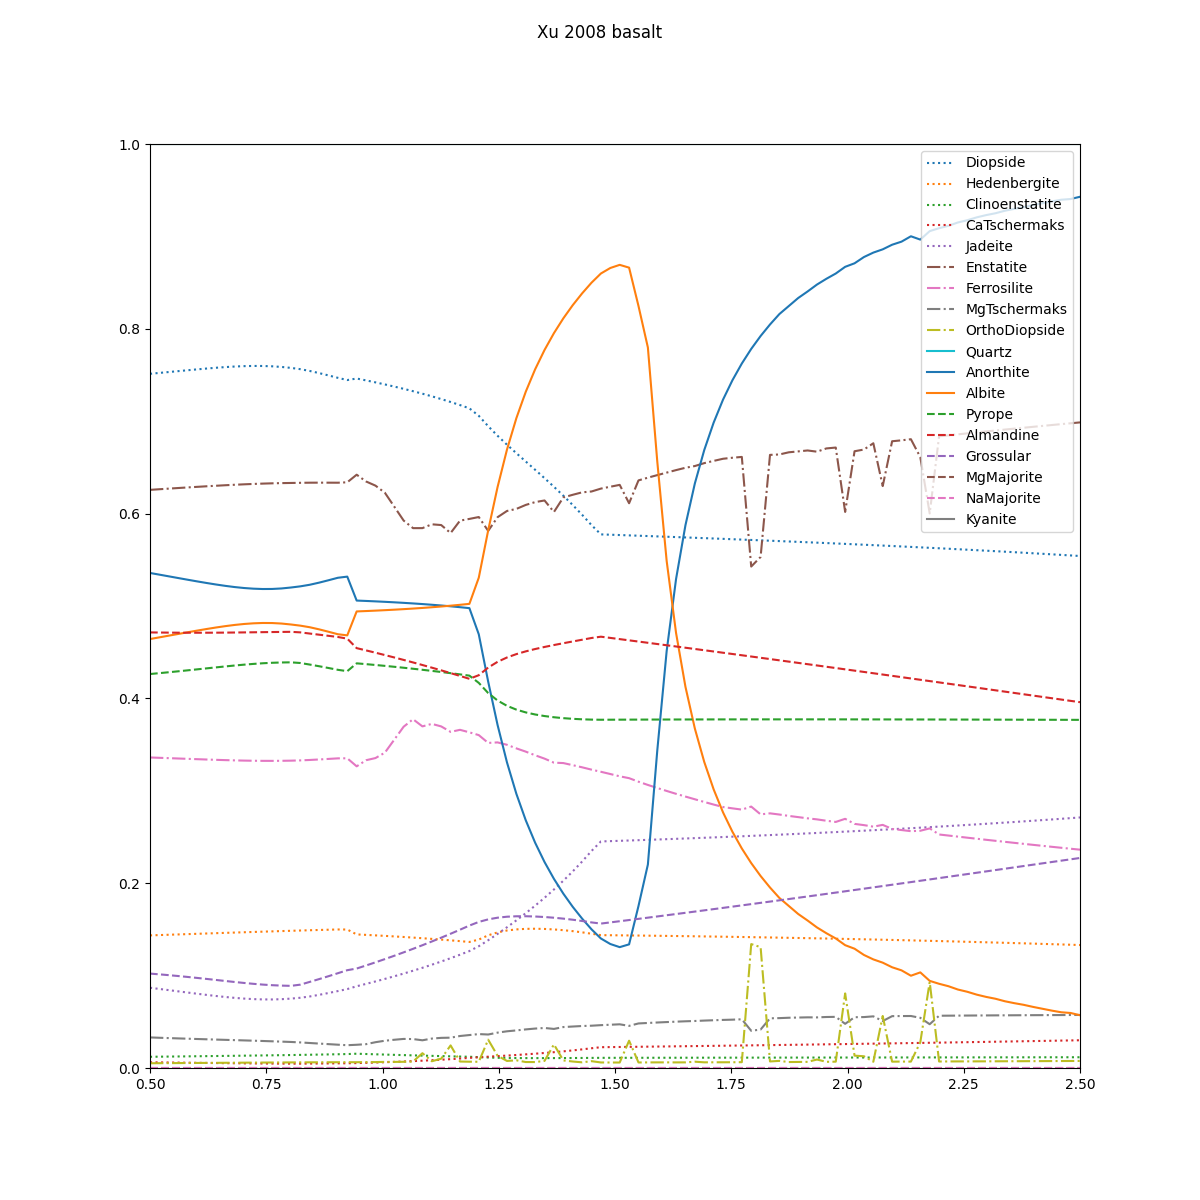 Xu 2008 basalt
1.0
0.8
0.6
0.4
0.2
0.0
0.50 0.75 1.00 1.25 1.50 1.75 2.00 2.25 2.50
Diopside
Hedenbergite
Clinoenstatite
CaTschermaks
Jadeite
Enstatite
Ferrosilite
MgTschermaks
OrthoDiopside
Quartz
Anorthite
Albite
Pyrope
Almandine
Grossular
MgMajorite
NaMajorite
Kyanite